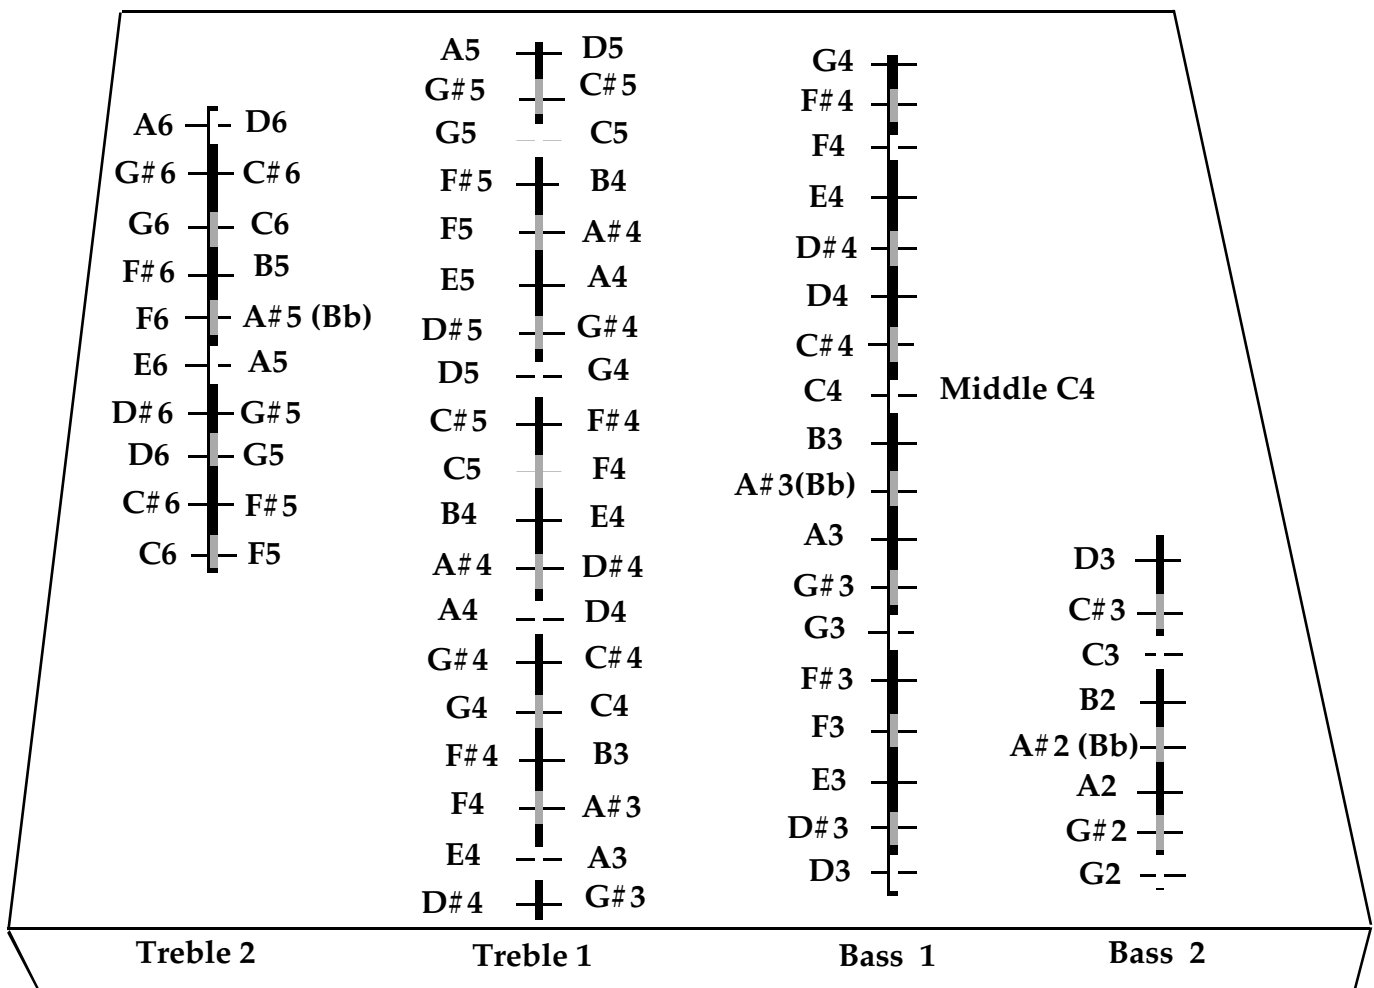 A5 D5
G4
G#5 C#5
F#4
A6 D6
G5 C5
F4
G#6 C#6
F#5 B4
E4
G6 C6
F5 A#4
D#4
F#6 B5
E5 A4
D4
F6 A#5 (Bb)
D#5 G#4
C#4
E6 A5
D5 G4
C4 Middle C4
D#6 G#5
C#5 F#4
B3
D6 G5
C5 F4
A#3(Bb)
C#6 F#5
B4 E4
A3
C6 F5
A#4 D#4
D3
G#3
A4 D4
C#3
G3
G#4 C#4
C3
F#3
G4 C4
B2
F3
F#4 B3
A#2 (Bb)
E3
F4 A#3
A2
D#3
G#2
E4 A3
D3
G2
D#4 G#3
Treble 2 Treble 1 Bass 1 Bass 2